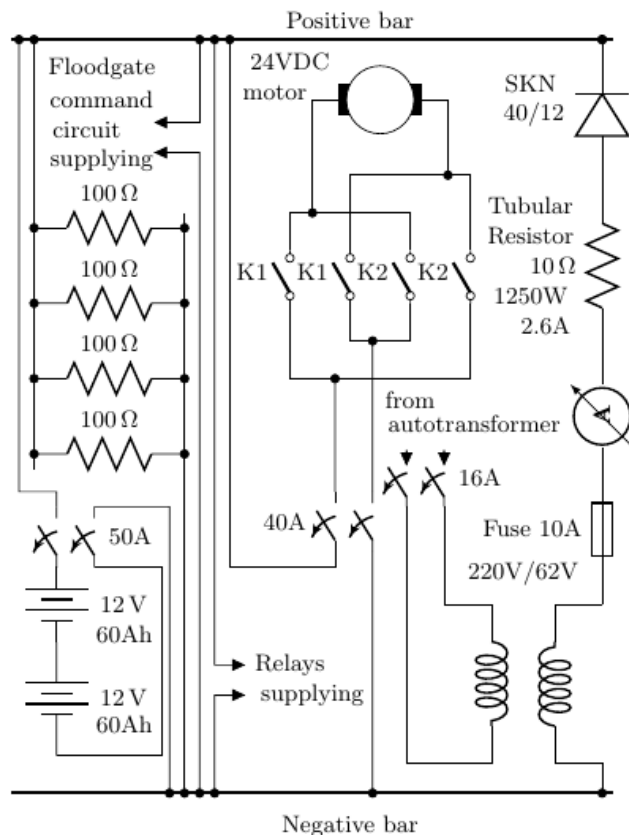 Positive bar
Floodgate
command
circuit
supplying
24VDC
motor
SKN
40/12
100 Ω
100 Ω
100 Ω
100 Ω
K1
K1
K2
K2
Tubular
Resistor
10 Ω
1250W
2.6A
A
from
autotransformer
16A
50A
40A
Fuse 10A
220V/62V
12 V
60Ah
12 V
60Ah
Relays
supplying
Negative bar